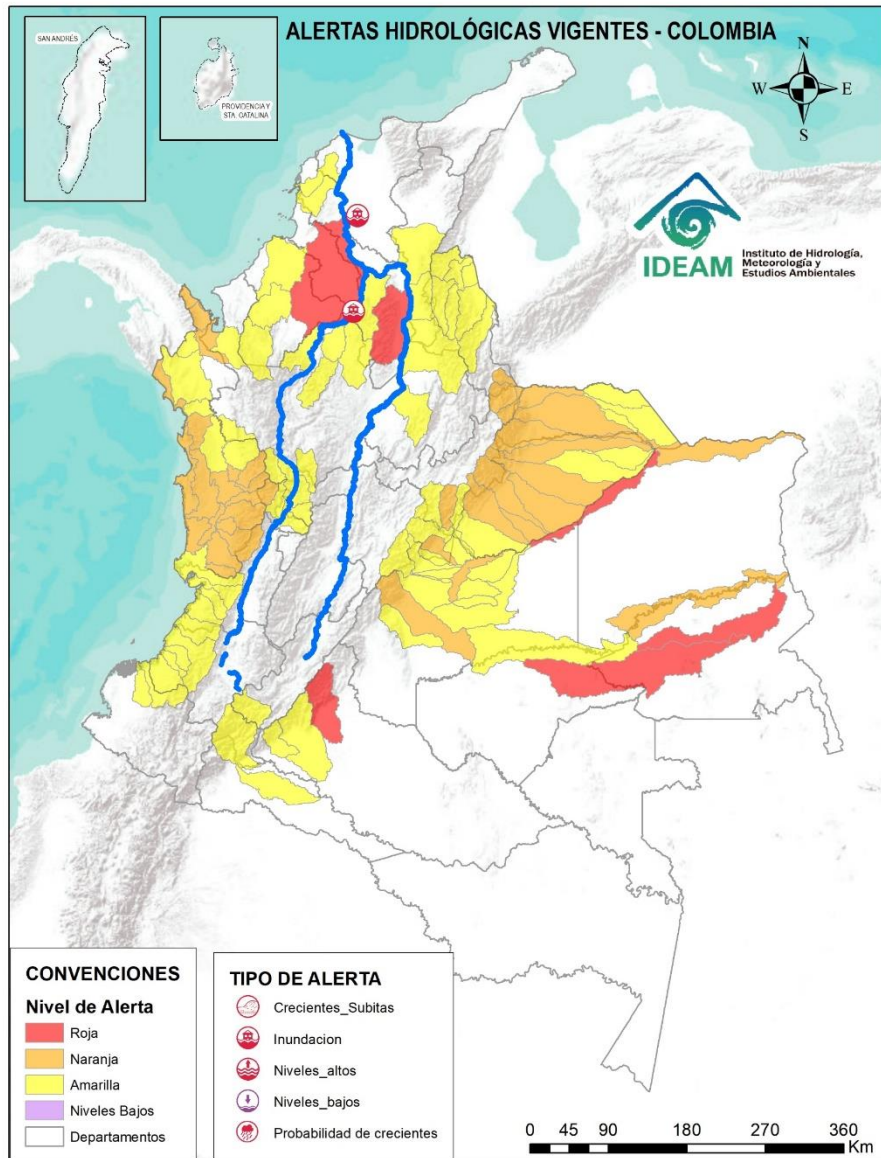 ALERTAS HIDROLÓGICAS VIGENTES - COLOMBIA
SAN ANDRÉS
PROVIDENCIA Y
STA. CATALINA
N
W
E
S
IDEAM
Instituto de Hidrología,
Meteorología y
Estudios Ambientales
CONVENCIONES
Nivel de Alerta
Roja
Naranja
Amarilla
Niveles Bajos
Departamentos
TIPO DE ALERTA
Crecientes_Subitas
Inundacion
Niveles_altos
Niveles_bajos
Probabilidad de crecientes
0 45 90 180 270 360
Km